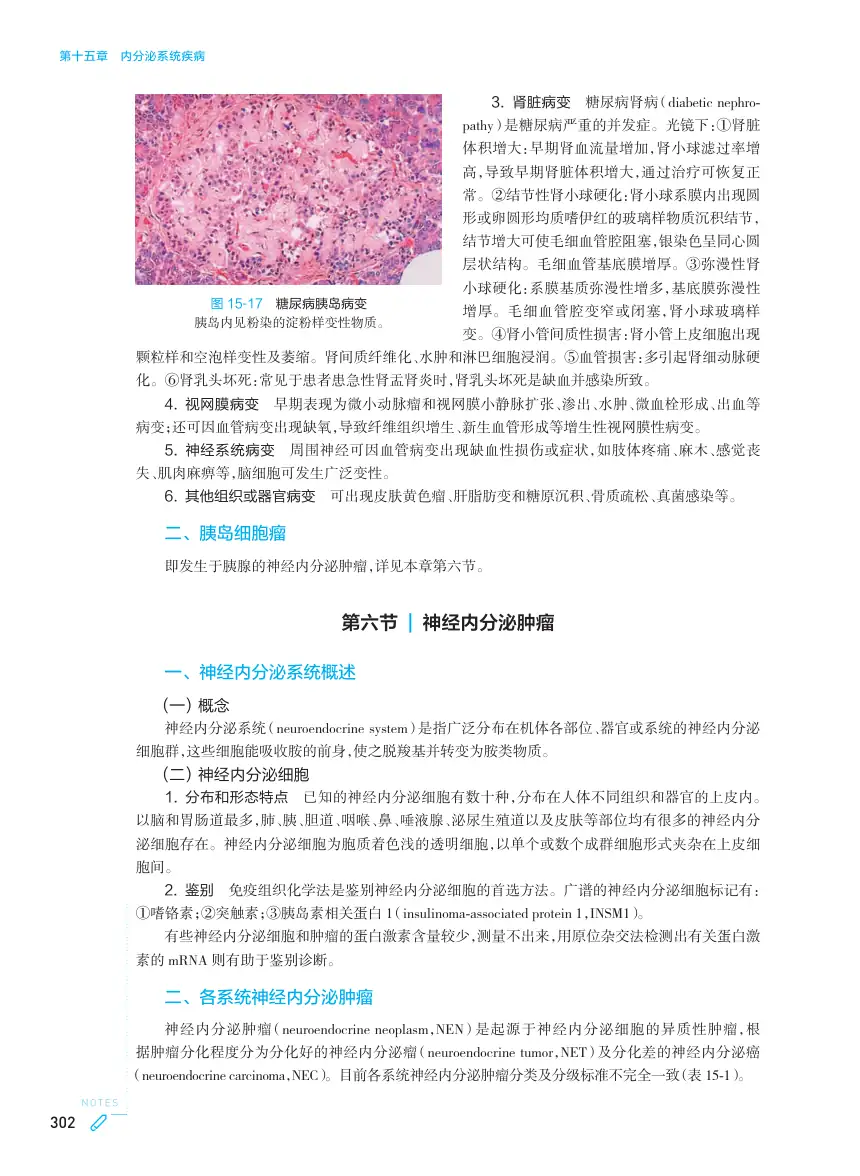 第十五章　内分泌系统疾病
图 15-17　糖尿病胰岛病变
胰岛内见粉染的淀粉样变性物质。
3. 肾脏病变　糖尿病肾病（diabetic nephro-
pathy）是糖尿病严重的并发症。光镜下：①肾脏
体积增大：早期肾血流量增加，肾小球滤过率增
高，导致早期肾脏体积增大，通过治疗可恢复正
常。②结节性肾小球硬化：肾小球系膜内出现圆
形或卵圆形均质嗜伊红的玻璃样物质沉积结节，
结节增大可使毛细血管腔阻塞，银染色呈同心圆
层状结构。毛细血管基底膜增厚。③弥漫性肾
小球硬化：系膜基质弥漫性增多，基底膜弥漫性
增厚。毛细血管腔变窄或闭塞，肾小球玻璃样
变。④肾小管间质性损害：肾小管上皮细胞出现
颗粒样和空泡样变性及萎缩。肾间质纤维化、水肿和淋巴细胞浸润。⑤血管损害：多引起肾细动脉硬
化。⑥肾乳头坏死：常见于患者患急性肾盂肾炎时，肾乳头坏死是缺血并感染所致。
4. 视网膜病变　早期表现为微小动脉瘤和视网膜小静脉扩张、渗出、水肿、微血栓形成、出血等
病变；还可因血管病变出现缺氧，导致纤维组织增生、新生血管形成等增生性视网膜性病变。
5. 神经系统病变　周围神经可因血管病变出现缺血性损伤或症状，如肢体疼痛、麻木、感觉丧
失、肌肉麻痹等，脑细胞可发生广泛变性。
6. 其他组织或器官病变　可出现皮肤黄色瘤、肝脂肪变和糖原沉积、骨质疏松、真菌感染等。
二、胰岛细胞瘤
即发生于胰腺的神经内分泌肿瘤，详见本章第六节。
第六节｜神经内分泌肿瘤
一、神经内分泌系统概述
（一）概念
神经内分泌系统（neuroendocrine system）是指广泛分布在机体各部位、器官或系统的神经内分泌
细胞群，这些细胞能吸收胺的前身，使之脱羧基并转变为胺类物质。
（二）神经内分泌细胞
1. 分布和形态特点　已知的神经内分泌细胞有数十种，分布在人体不同组织和器官的上皮内。
以脑和胃肠道最多，肺、胰、胆道、咽喉、鼻、唾液腺、泌尿生殖道以及皮肤等部位均有很多的神经内分
泌细胞存在。神经内分泌细胞为胞质着色浅的透明细胞，以单个或数个成群细胞形式夹杂在上皮细
胞间。
2. 鉴别　免疫组织化学法是鉴别神经内分泌细胞的首选方法。广谱的神经内分泌细胞标记有：
①嗜铬素；②突触素；③胰岛素相关蛋白 1（insulinoma-associated protein 1，INSM1）。
有些神经内分泌细胞和肿瘤的蛋白激素含量较少，测量不出来，用原位杂交法检测出有关蛋白激
素的 mRNA 则有助于鉴别诊断。
二、各系统神经内分泌肿瘤
神经内分泌肿瘤（neuroendocrine neoplasm，NEN）是起源于神经内分泌细胞的异质性肿瘤，根
据肿瘤分化程度分为分化好的神经内分泌瘤（neuroendocrine tumor，NET）及分化差的神经内分泌癌
（neuroendocrine carcinoma，NEC）。目前各系统神经内分泌肿瘤分类及分级标准不完全一致（表 15-1）。
NOTES
302